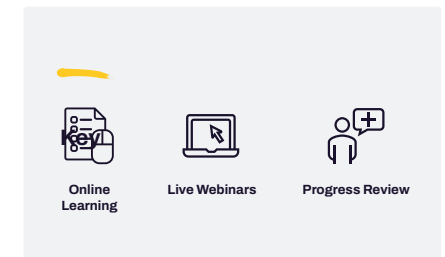 Key
Online
Learning
Live Webinars
Progress Review